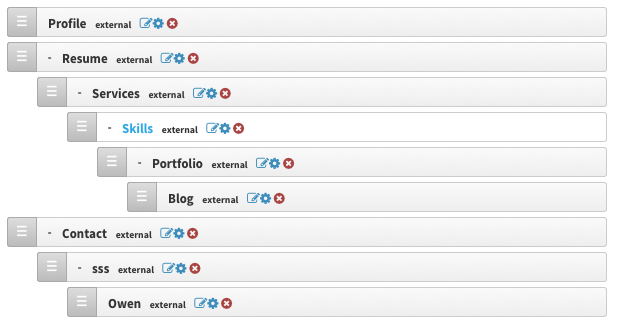 Profile external
- Resume external
- Services external
- Skills external
- Portfolio external
Blog external
- Contact external
- sss external
Owen external